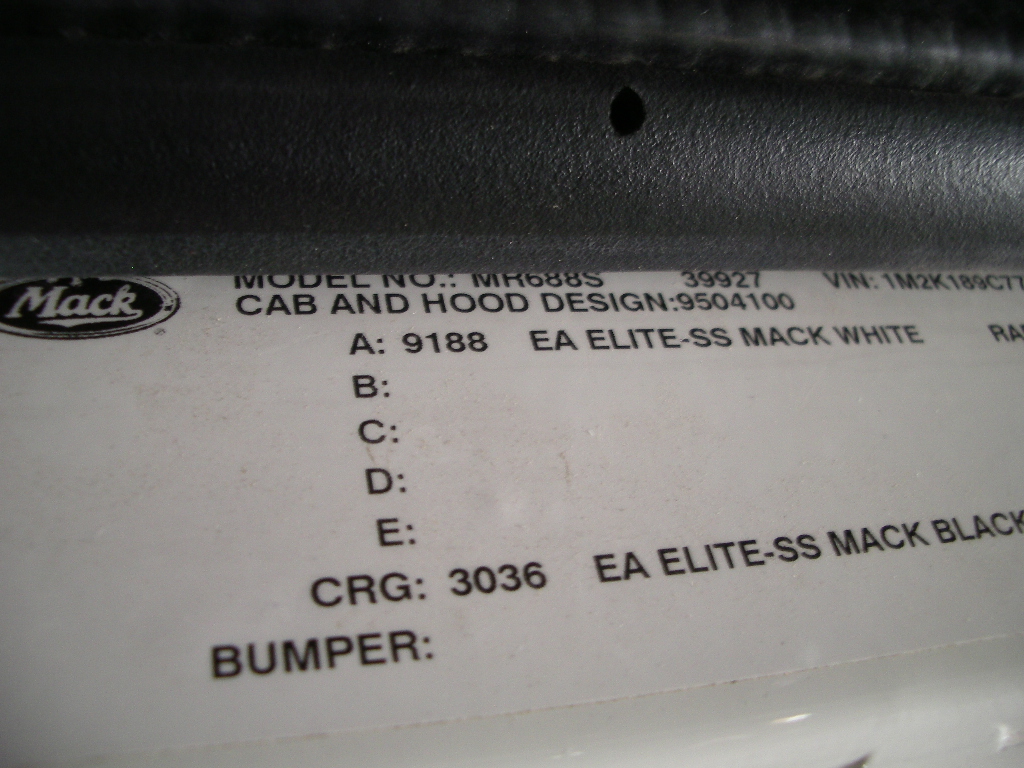 Mack
MODEL NO.: MR688S 39927 VIN: 1M2K189C77
CAB AND HOOD DESIGN:9504100
A: 9188 EA ELITE-SS MACK WHITE
B:
C:
D:
E:
CRG: 3036 EA ELITE-SS MACK BLACK
BUMPER: